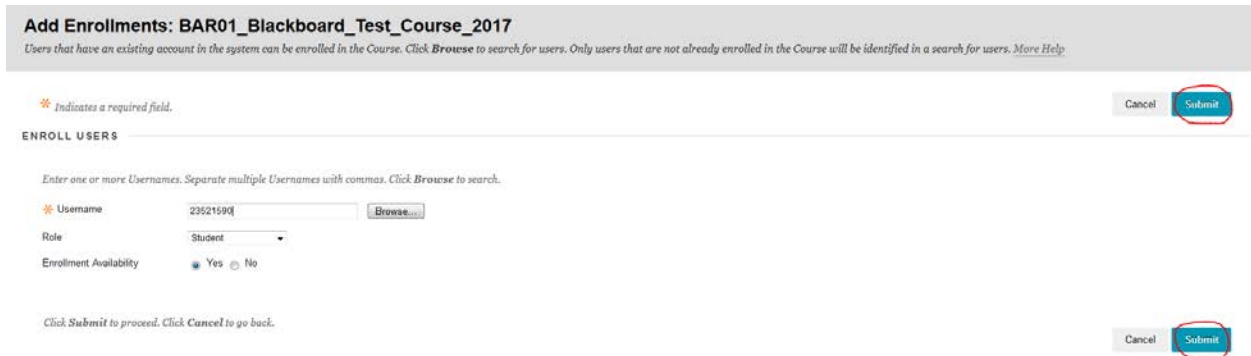 Add Enrollments: BAR01_Blackboard_Test_Course_2017
Users that have an existing account in the system can be enrolled in the Course. Click Browse to search for users. Only users that are not already enrolled in the Course will be identified in a search for users. More Help
Indicates a required field.
Cancel Submit
ENROLL USERS
Enter one or more Usernames. Separate multiple Usernames with commas. Click Browse to search.
Username 23521590 Browse...
Role Student
Enrollment Availability Yes No
Click Submit to proceed. Click Cancel to go back.
Cancel Submit